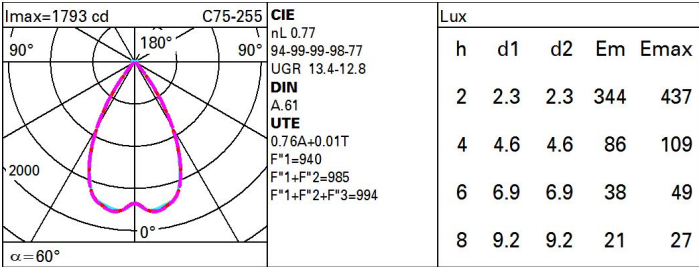 Imax=1793 cd C75-255
90° 180° 90°
2000
0°
α=60°
CIE
nL 0.77
94-99-99-98-77
UGR 13.4-12.8
DIN
A.61
UTE
0.76A+0.01T
F"1=940
F"1+F"2=985
F"1+F"2+F"3=994
Lux
h d1 d2 Em Emax
2 2.3 2.3 344 437
4 4.6 4.6 86 109
6 6.9 6.9 38 49
8 9.2 9.2 21 27